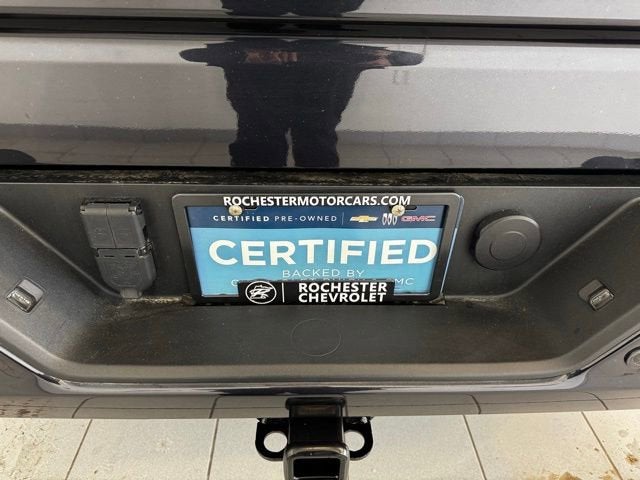 ROCHESTERMOTORCARS.COM
CERTIFIED PRE-OWNED GMC
CERTIFIED
BACKED BY
ROCHESTER
CHEVROLET